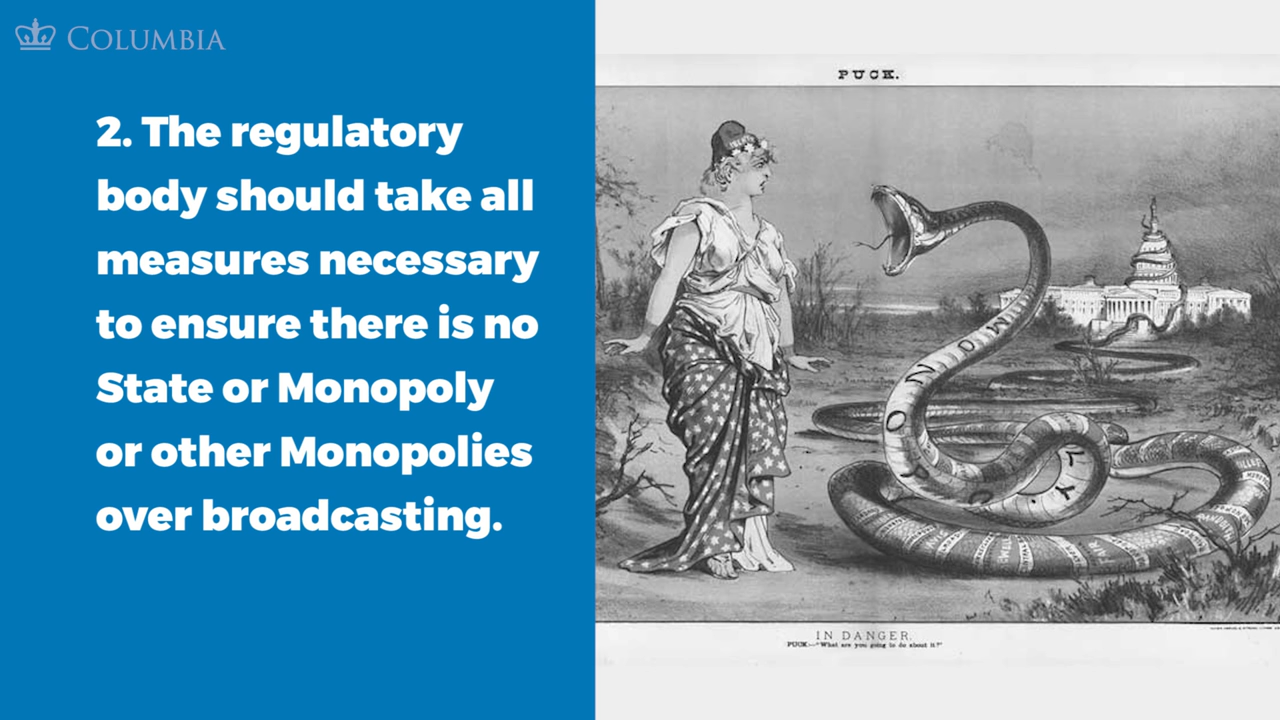 COLUMBIA
2. The regulatory
body should take all
measures necessary
to ensure there is no
State or Monopoly
or other Monopolies
over broadcasting.
PUCK.
MONOPOLY
IN DANGER.
PUCK.—"What are you going to do about it?"